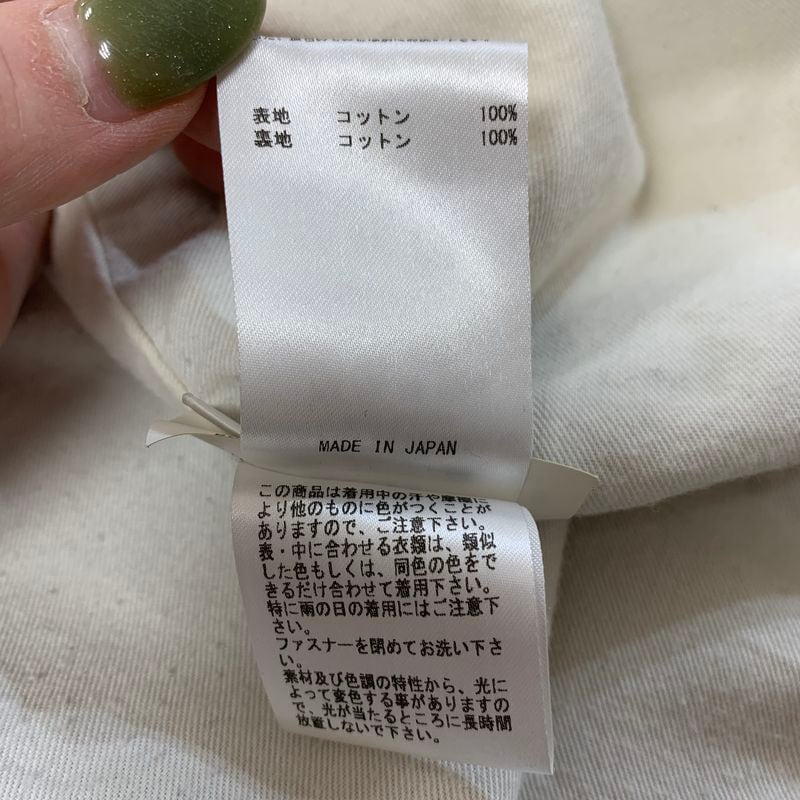 表地 コットン 100%
裏地 コットン 100%
MADE IN JAPAN
この商品は着用中の汗や摩擦に
より他のものに色がつくことが
ありますので、ご注意下さい。
表・中に合わせる衣類は、類似
した色もしくは、同色の色をで
きるだけ合わせて着用下さい。
特に雨の日の着用にはご注意下
さい。
ファスナーを閉めてお洗い下さ
い。
素材及び色調の特性から、光に
よって変色する事がありますの
で、光が当たるところに長時間
放置しないで下さい。